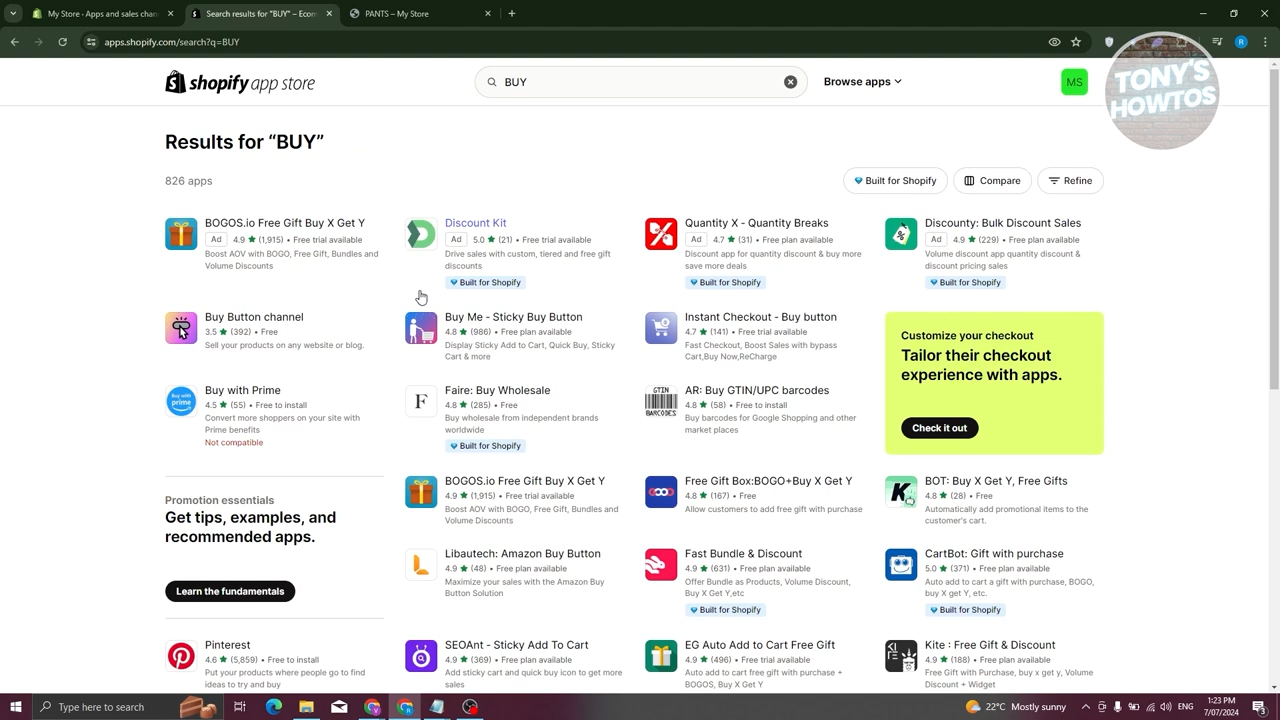 My Store · Apps and sales chan
Search results "BUY" – Ecom
PANTS – My Store
apps.shopify.com/search?q=BUY
shopify app store
BUY
Browse apps
MS
TONY'S
HOWTOS
Results for “BUY”
826 apps
Built for Shopify
Compare
Refine
BOGOS.io Free Gift Buy X Get Y
Ad 4.9 ★ (1,915) • Free trial available
Boost AOV with BOGO, Free Gift, Bundles and
Volume Discounts
Discount Kit
Ad 5.0 ★ (21) • Free trial available
Drive sales with custom, tiered and free gift
discounts
Built for Shopify
Quantity X - Quantity Breaks
Ad 4.7 ★ (31) • Free plan available
Discount app for quantity discount & buy more
save more deals
Built for Shopify
Discounty: Bulk Discount Sales
Ad 4.9 ★ (229) • Free plan available
Volume discount app quantity discount &
discount pricing sales
Built for Shopify
Buy Button channel
3.5 ★ (392) • Free
Sell your products on any website or blog.
Buy Me - Sticky Buy Button
4.8 ★ (986) • Free plan available
Display Sticky Add to Cart, Quick Buy, Sticky
Cart & more
Instant Checkout - Buy button
4.7 ★ (141) • Free trial available
Fast Checkout, Boost Sales with bypass
Cart,Buy Now,ReCharge
Customize your checkout
Tailor their checkout
experience with apps.
Check it out
Buy with
prime
Buy with Prime
4.5 ★ (55) • Free to install
Convert more shoppers on your site with
Prime benefits
Not compatible
F
Faire: Buy Wholesale
4.8 ★ (285) • Free
Buy wholesale from independent brands
worldwide
Built for Shopify
GTIN
BARCODES
AR: Buy GTIN/UPC barcodes
4.8 ★ (58) • Free to install
Buy barcodes for Google Shopping and other
market places
Promotion essentials
Get tips, examples, and
recommended apps.
Learn the fundamentals
BOGOS.io Free Gift Buy X Get Y
4.9 ★ (1,915) • Free trial available
Boost AOV with BOGO, Free Gift, Bundles and
Volume Discounts
Free Gift Box:BOGO+Buy X Get Y
4.8 ★ (167) • Free
Allow customers to add free gift with purchase
K
BOT: Buy X Get Y, Free Gifts
4.8 ★ (28) • Free
Automatically add promotional items to the
customer's cart.
Libautech: Amazon Buy Button
4.9 ★ (48) • Free plan available
Maximize your sales with the Amazon Buy
Button Solution
Fast Bundle & Discount
4.9 ★ (631) • Free plan available
Offer Bundle as Products, Volume Discount,
Buy X Get Y,etc
Built for Shopify
CartBot: Gift with purchase
5.0 ★ (371) • Free plan available
Auto add to cart a gift with purchase, BOGO,
buy x get y, etc.
Built for Shopify
Pinterest
4.6 ★ (5,859) • Free to install
Put your products where people go to find
ideas to try and buy
SEOAnt - Sticky Add To Cart
4.9 ★ (369) • Free plan available
Add sticky cart and quick buy icon to get more
sales
EG Auto Add to Cart Free Gift
4.9 ★ (496) • Free trial available
Auto add to cart free gift with purchase +
BOGOS, Buy X Get Y
Kite : Free Gift & Discount
4.9 ★ (188) • Free plan available
Free Gift with Purchase, buy x get y, Volume
Discount + Widget
Type here to search
22°C Mostly sunny
1:23 PM
7/07/2024